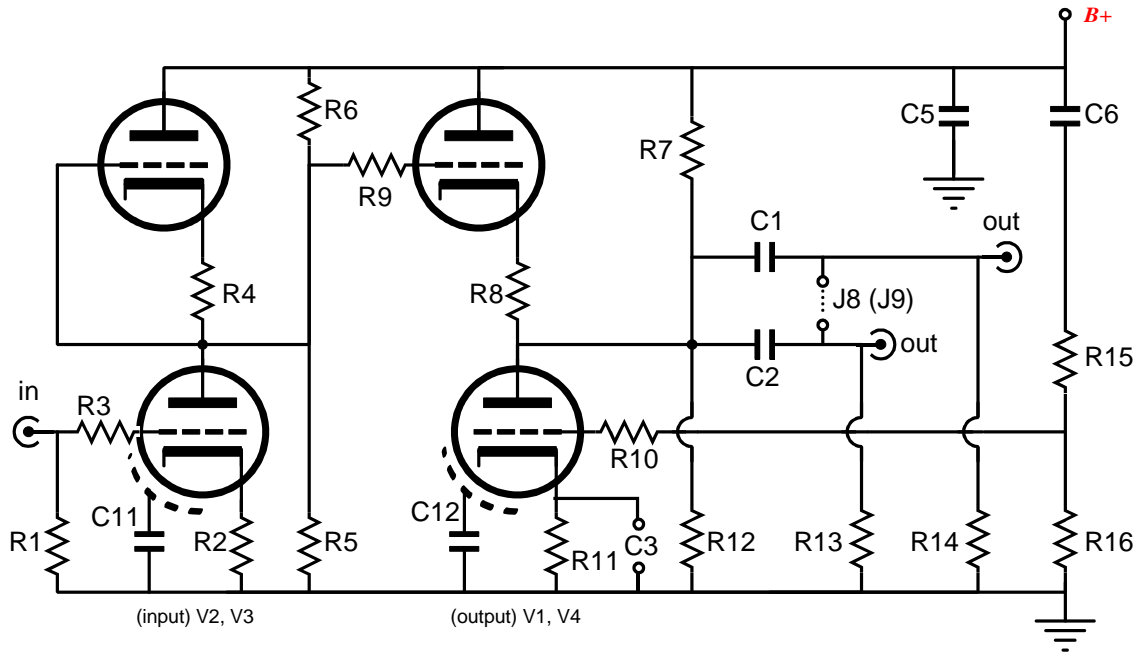 B+
R6
C5
C6
R7
R9
C1
out
R4
R8
J8 (J9)
out
C2
R15
in
R3
R10
C11
C12
R1
R2
R5
R11
C3
R12
R13
R14
R16
(input) V2, V3
(output) V1, V4